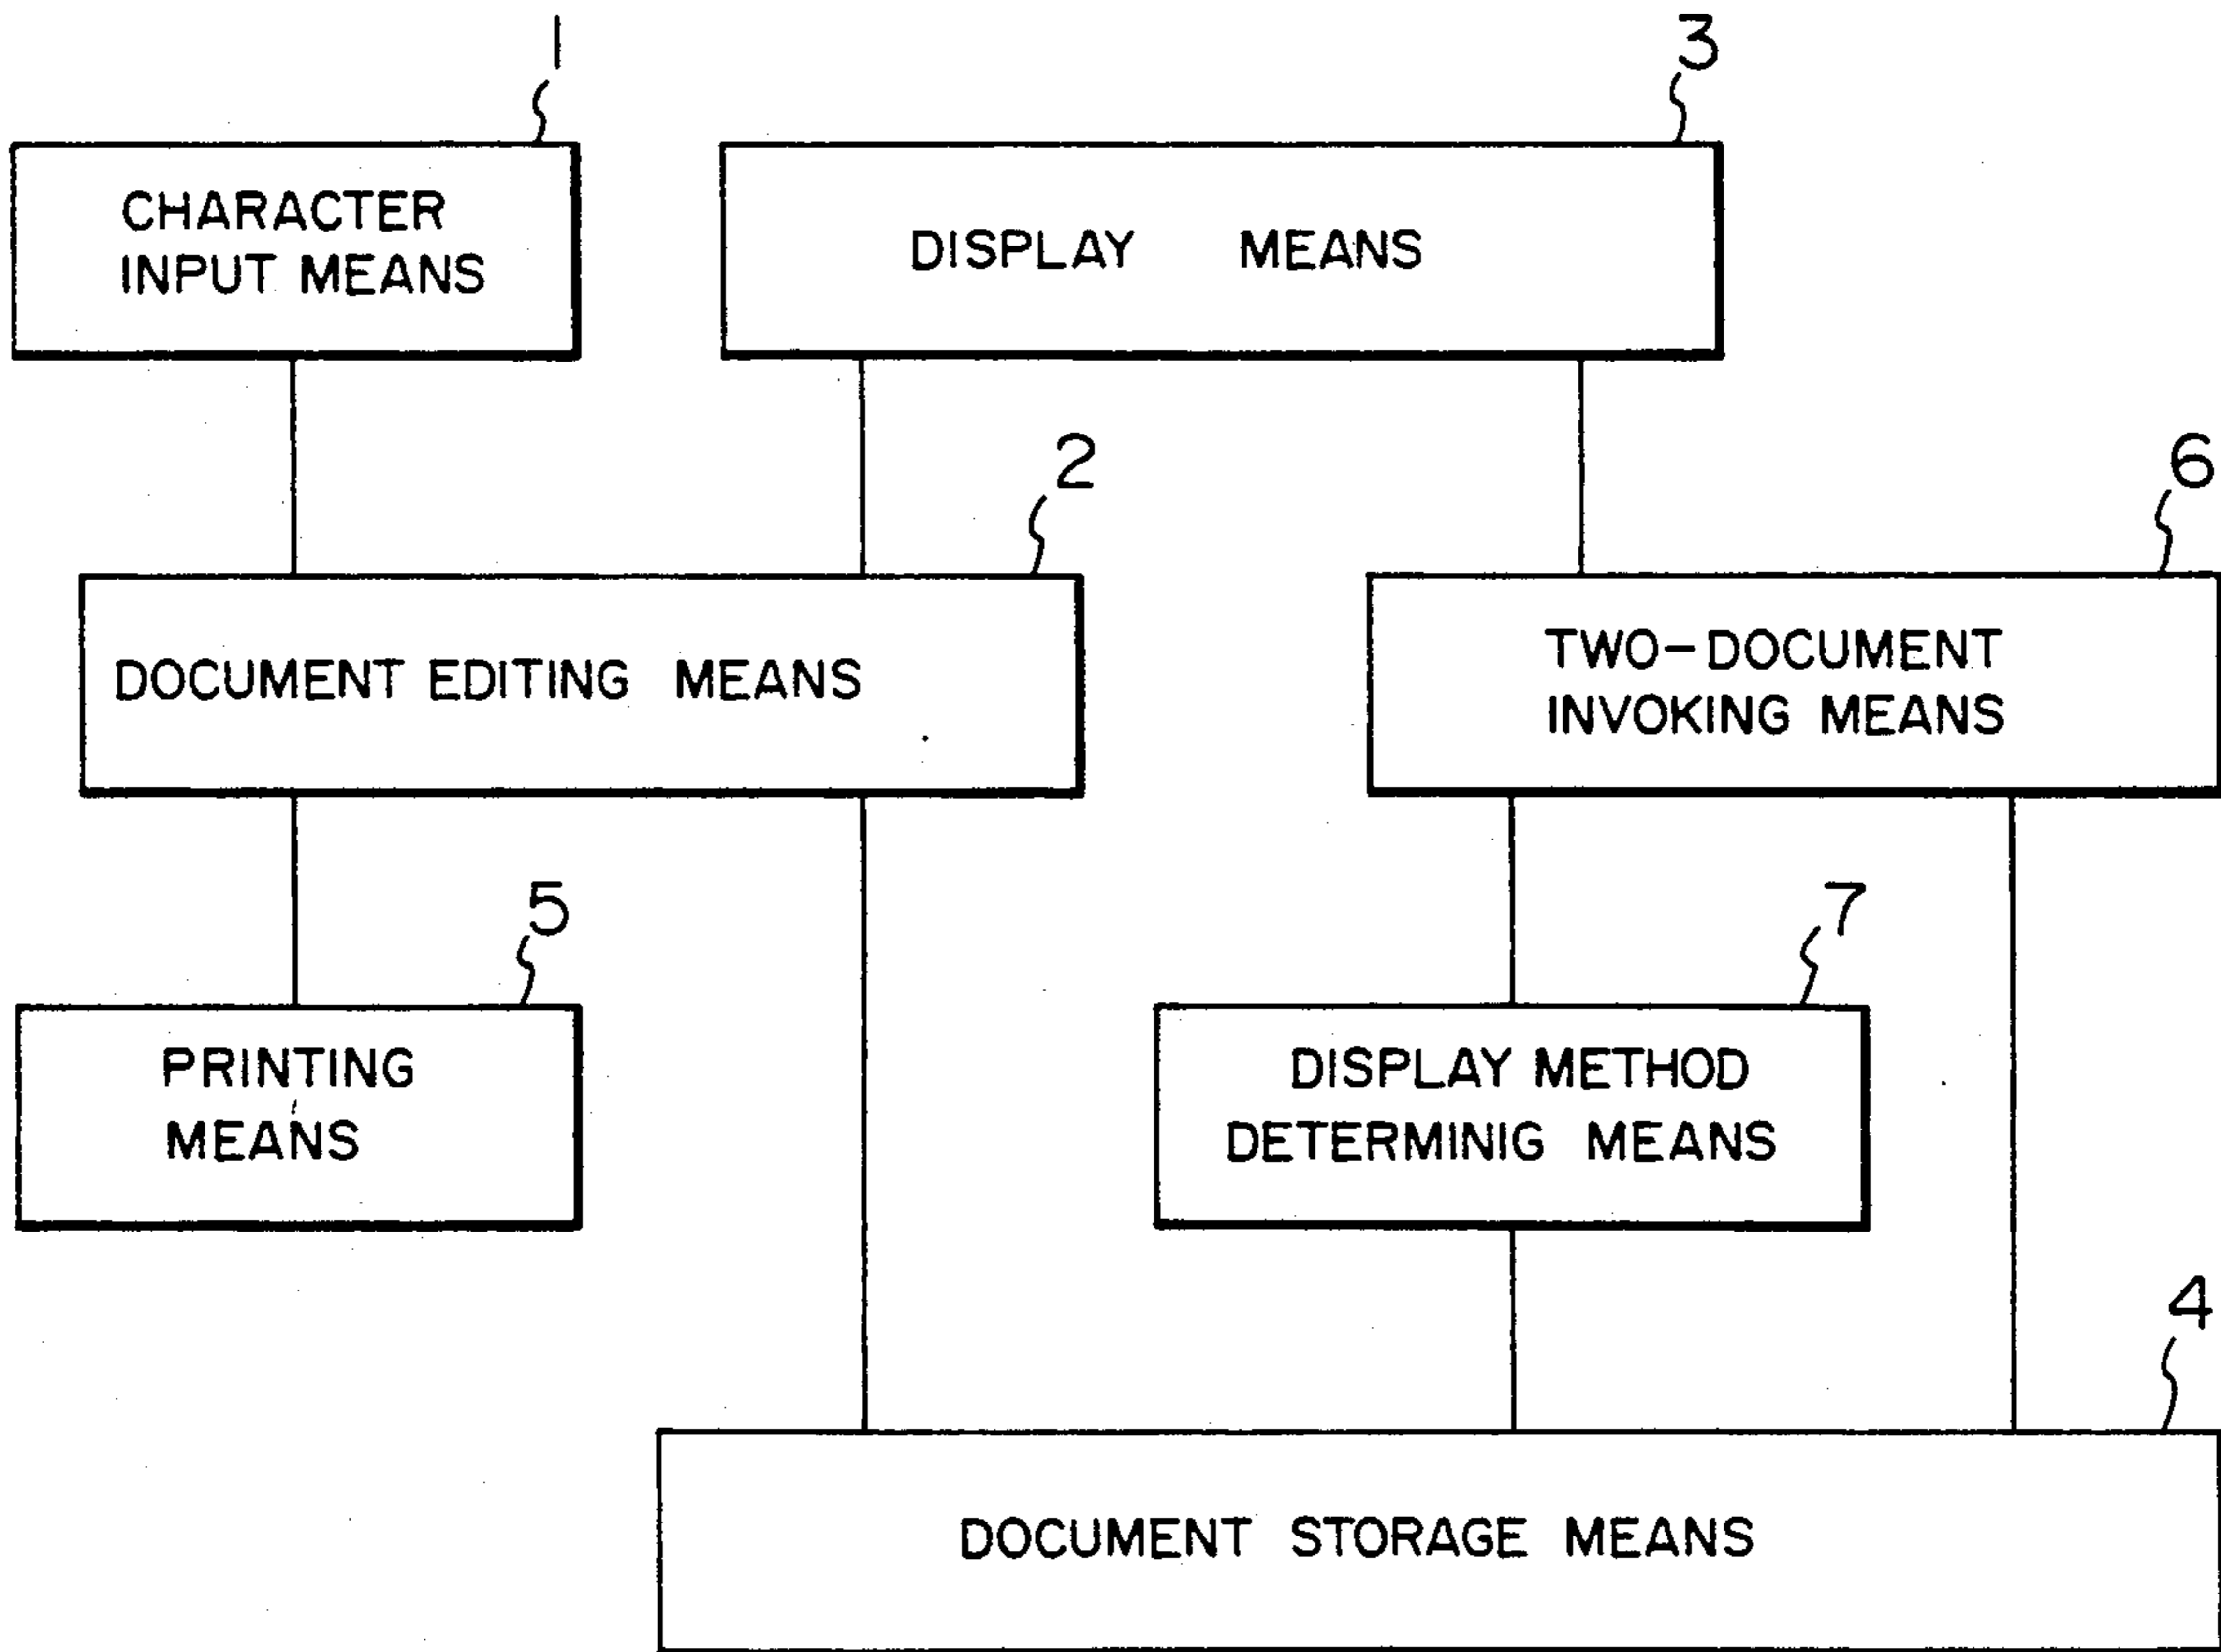 1
3
CHARACTER
INPUT MEANS
DISPLAY MEANS
2
6
DOCUMENT EDITING MEANS
TWO-DOCUMENT
INVOKING MEANS
5
7
PRINTING
MEANS
DISPLAY METHOD
DETERMINIG MEANS
4
DOCUMENT STORAGE MEANS